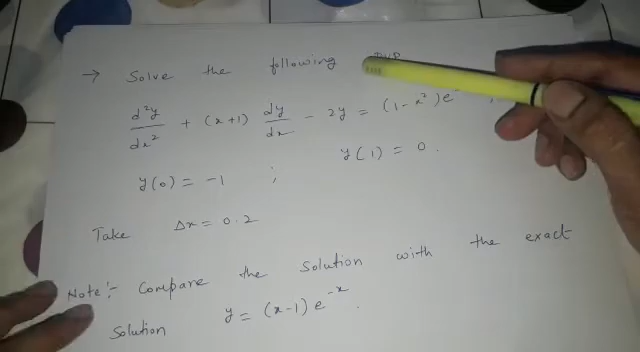 → Solve the following
d²y/dx² + (x+1) dy/dx - 2y = (1-x²)e
y(0) = -1 ; y(1) = 0.
Take Δx = 0.2
Note:- Compare the solution with the exact
solution y = (x-1) e^-x.